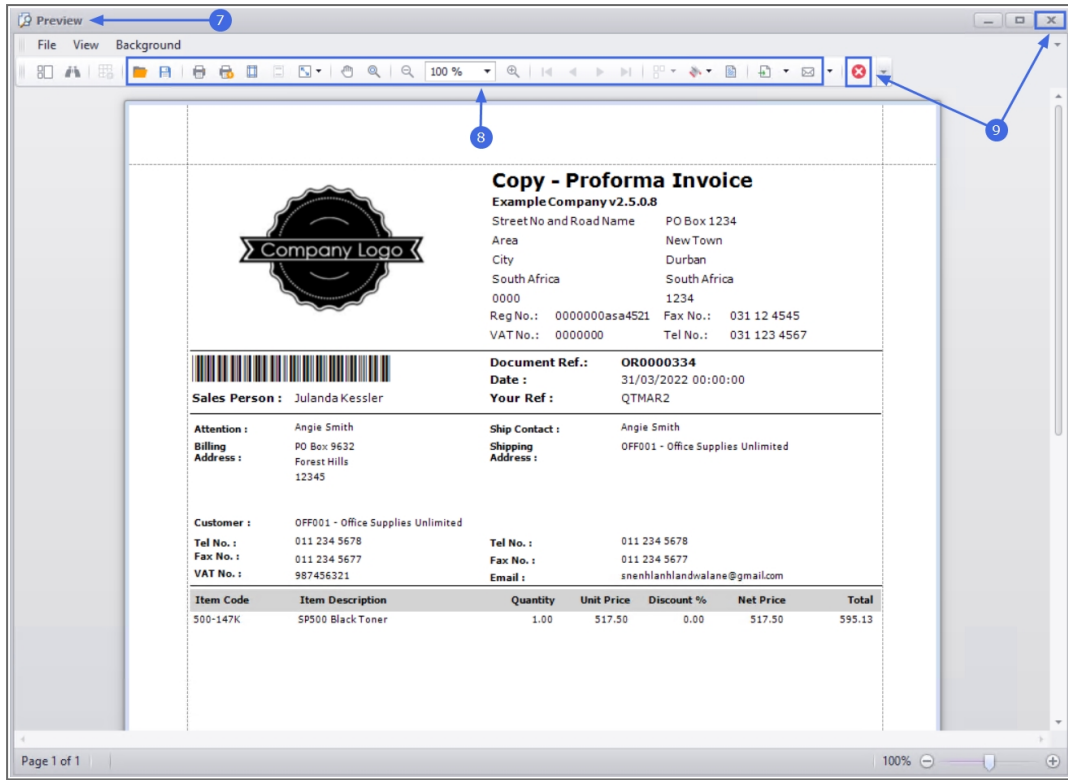 Preview
7
File View Background
100 %
8
9
Copy - Proforma Invoice
Example Company v2.5.0.8
Company Logo
Street No and Road Name PO Box 1234
Area New Town
City Durban
South Africa South Africa
0000 1234
Reg No.: 0000000asa4521 Fax No.: 031 12 4545
VAT No.: 0000000 Tel No.: 031 123 4567
Document Ref.: OR0000334
Date : 31/03/2022 00:00:00
Sales Person : Julanda Kessler Your Ref : QTMAR2
Attention : Angie Smith Ship Contact : Angie Smith
Billing Address : PO Box 9632 Shipping Address : OFF001 - Office Supplies Unlimited
Forest Hills
12345
Customer : OFF001 - Office Supplies Unlimited
Tel No. : 011 234 5678 Tel No. : 011 234 5678
Fax No. : 011 234 5677 Fax No. : 011 234 5677
VAT No. : 987456321 Email : snenhlanhlandwalane@gmail.com
Item Code Item Description Quantity Unit Price Discount % Net Price Total
500-147K SP500 Black Toner 1.00 517.50 0.00 517.50 595.13
Page 1 of 1 100%